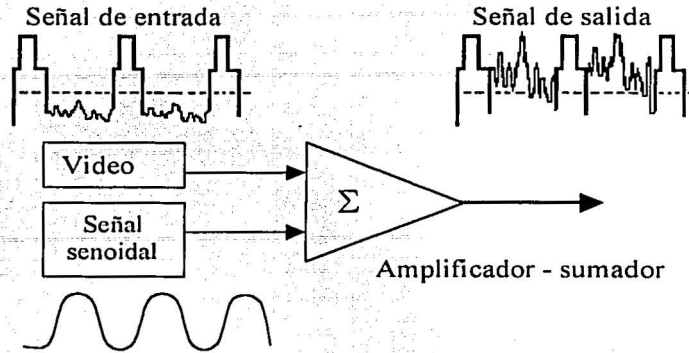 Señal de entrada
Señal de salida
Video
Señal
senoidal
Σ
Amplificador - sumador